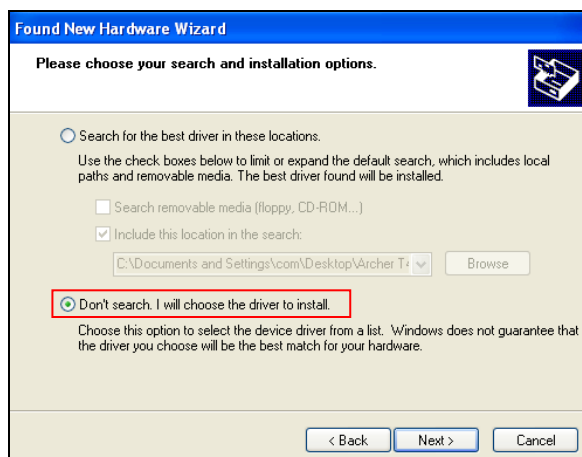 Found New Hardware Wizard
Please choose your search and installation options.
Search for the best driver in these locations.
Use the check boxes below to limit or expand the default search, which includes local
paths and removable media. The best driver found will be installed.
Search removable media (floppy, CD-ROM...)
Include this location in the search:
C:\Documents and Settings\com\Desktop\Archer T4
Browse
Don't search. I will choose the driver to install.
Choose this option to select the device driver from a list. Windows does not guarantee that
the driver you choose will be the best match for your hardware.
< Back
Next >
Cancel